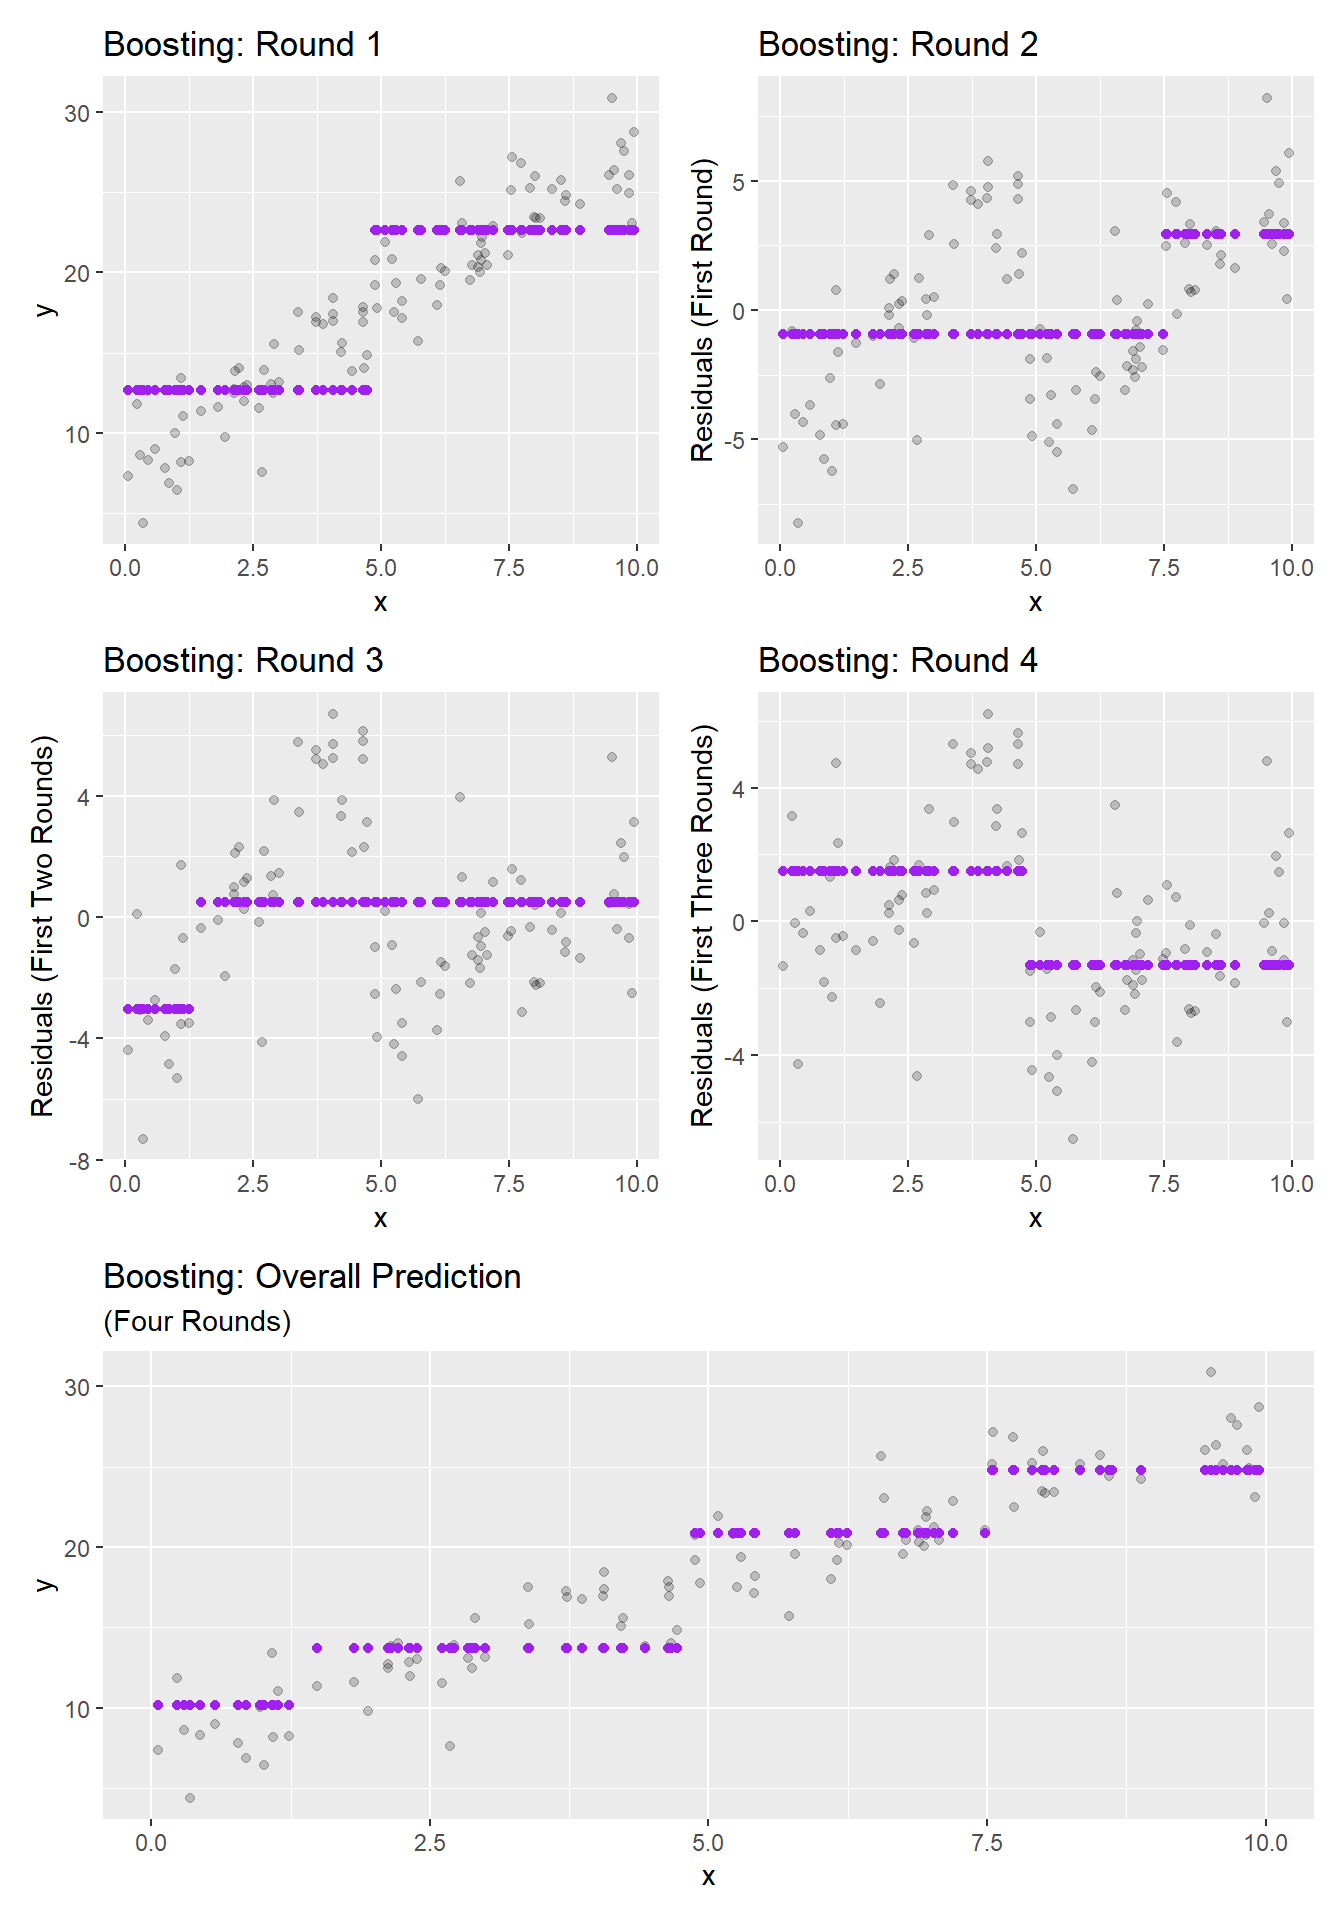 Boosting: Round 1
30
20
10
y
0.0 2.5 5.0 7.5 10.0
x
Boosting: Round 2
5
0
-5
Residuals (First Round)
0.0 2.5 5.0 7.5 10.0
x
Boosting: Round 3
4
0
-4
-8
Residuals (First Two Rounds)
0.0 2.5 5.0 7.5 10.0
x
Boosting: Round 4
4
0
-4
Residuals (First Three Rounds)
0.0 2.5 5.0 7.5 10.0
x
Boosting: Overall Prediction
(Four Rounds)
30
20
10
y
0.0 2.5 5.0 7.5 10.0
x